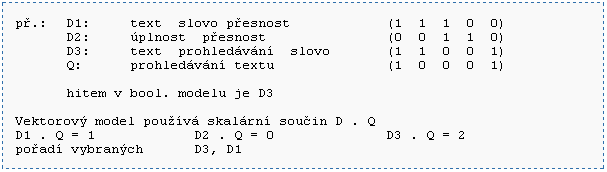 př.: D1: text slovo přesnost (1 1 1 0 0)
D2: úplnost přesnost (0 0 1 1 0)
D3: text prohledávání slovo (1 1 0 0 1)
Q: prohledávání textu (1 0 0 0 1)
hitem v bool. modelu je D3
Vektorový model používá skalární součin D . Q
D1 . Q = 1 D2 . Q = 0 D3 . Q = 2
pořadí vybraných D3, D1